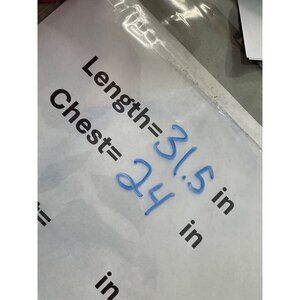 Length= 31.5 in
Chest= 24 in
in